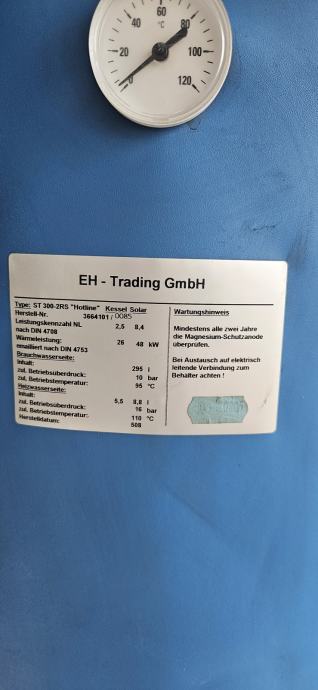 60
40
80
°C
20
100
0
120
EH - Trading GmbH
Type: ST 300-2RS "Hotline" Kessel Solar
Herstell-Nr. 3664101 / 0085
Leistungskennzahl NL 2,5 8,4
nach DIN 4708
Wärmeleistung: 26 48 kW
emailliert nach DIN 4753
Brauchwasserseite:
Inhalt: 295 l
zul. Betriebsüberdruck: 10 bar
zul. Betriebstemperatur: 95 °C
Heizwasserseite:
Inhalt: 5,5 8,8 l
zul. Betriebsüberdruck: 16 bar
zul. Betriebstemperatur: 110 °C
Herstelldatum: 508
Wartungshinweis
Mindestens alle zwei Jahre
die Magnesium-Schutzanode
überprüfen.
Bei Austausch auf elektrisch
leitende Verbindung zum
Behälter achten !